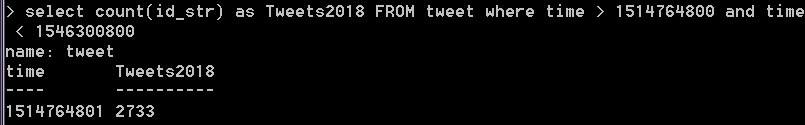 > select count(id_str) as Tweets2018 FROM tweet where time > 1514764800 and time
 < 1546300800
name: tweet
time       Tweets2018
----       ----------
1514764801 2733